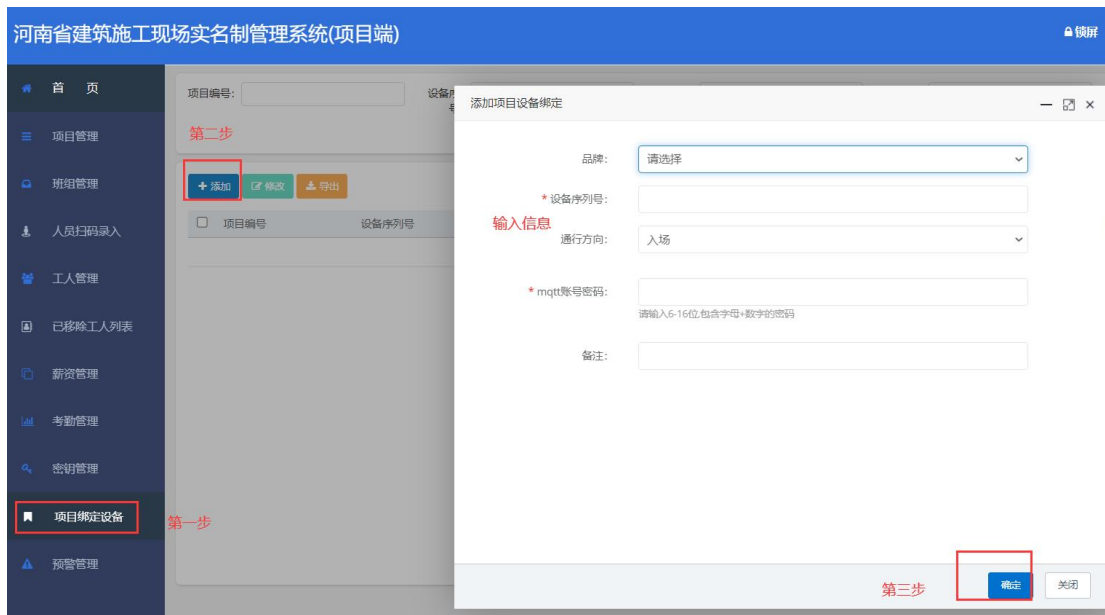 河南省建筑施工现场实名制管理系统(项目端)
锁屏
首 页
项目管理
班组管理
人员扫码录入
工人管理
已移除工人列表
薪资管理
考勤管理
密钥管理
项目绑定设备
预警管理
第一步
项目编号:
设备序
号
第二步
添加
修改
导出
项目编号
设备序列号
添加项目设备绑定
品牌:
请选择
* 设备序列号:
输入信息
通行方向:
入场
* mqtt账号密码:
请输入6-16位,包含字母+数字的密码
备注:
第三步
确定
关闭